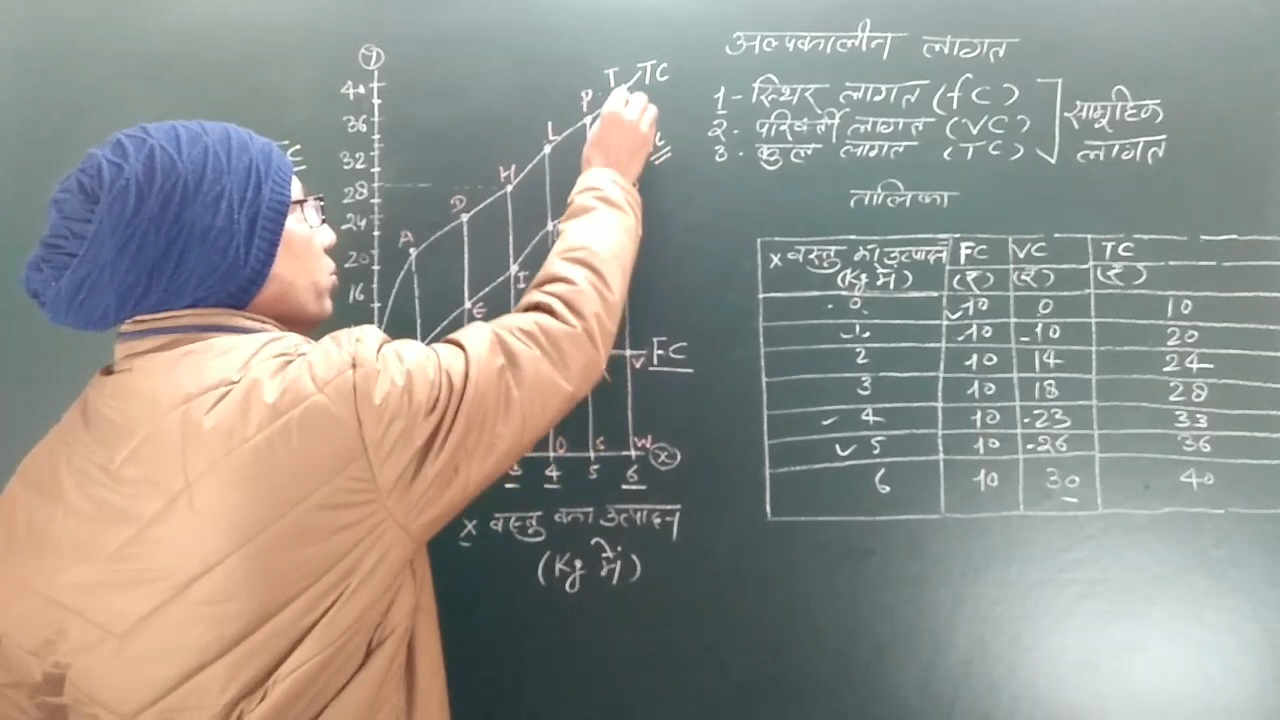 अल्पकालीन लागत
1- स्थिर लागत (fC)
2. परिवर्ती लागत (VC)
3. कुल लागत (TC)
सामूहिक
लागत
तालिका
x वस्तु का उत्पादन FC VC TC
(Kg में) (₹) (₹) (₹)
0 10 0 10
1 10 10 20
2 10 14 24
3 10 18 28
4 10 23 33
5 10 26 36
6 10 30 40
Y
40
36
32
28
24
20
16
A D H L P T TC
E I
V FC
O S W X
3 4 5 6
x वस्तु का उत्पादन
(Kg में)